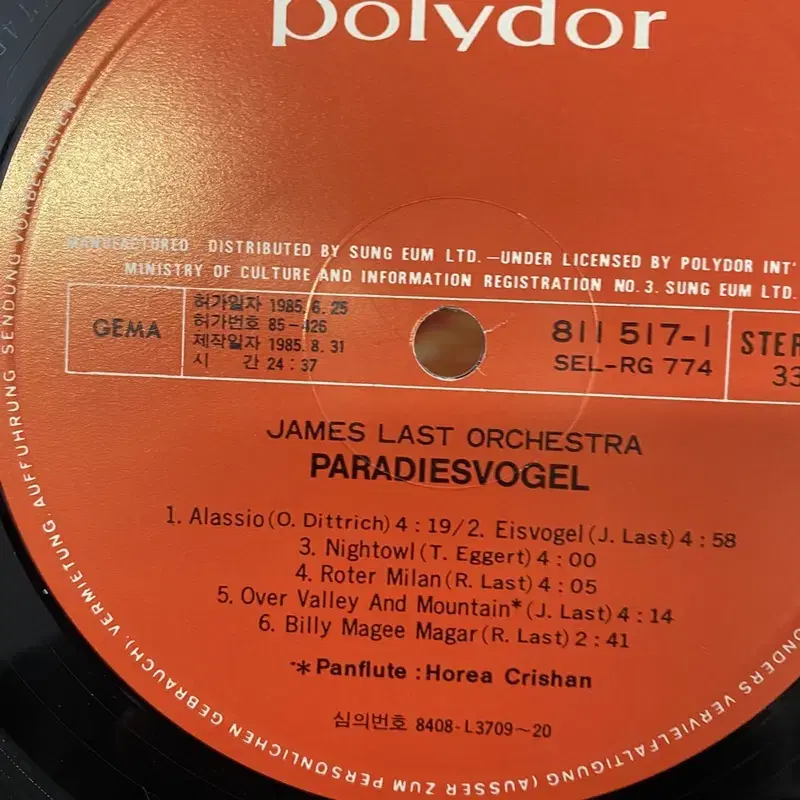 polydor
MANUFACTURED DISTRIBUTED BY SUNG EUM LTD.—UNDER LICENSED BY POLYDOR INT'
MINISTRY OF CULTURE AND INFORMATION REGISTRATION NO. 3. SUNG EUM LTD.
GEMA
허가일자 1985. 6. 25
허가번호 85-426
제작일자 1985. 8. 31
시 간 24 : 37
811 517-1
SEL-RG 774
STER
33
JAMES LAST ORCHESTRA
PARADIESVOGEL
1. Alassio (O. Dittrich) 4 : 19/2. Eisvogel (J. Last) 4 : 58
3. Nightowl (T. Eggert) 4 : 00
4. Roter Milan (R. Last) 4 : 05
5. Over Valley And Mountain* (J. Last) 4 : 14
6. Billy Magee Magar (R. Last) 2 : 41
* Panflute : Horea Crishan
심의번호 8408-L3709~20
ONDERS VERVIELFALTIGUNG (AUSSER ZUM PERSONLICHEN GEBRAUCH), VERMIETUNG. AUFFUHRUNG SENDUNG VORBEHALTEN